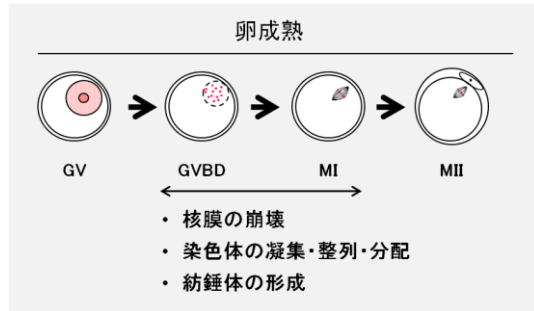 卵成熟
GV GVBD MI MII
・ 核膜の崩壊
・ 染色体の凝集・整列・分配
・ 紡錘体の形成